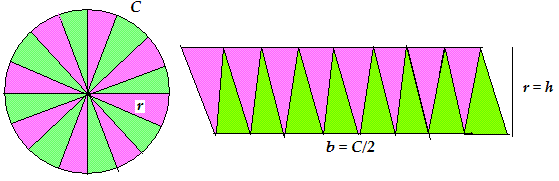 C
r
r = h
b = C/2